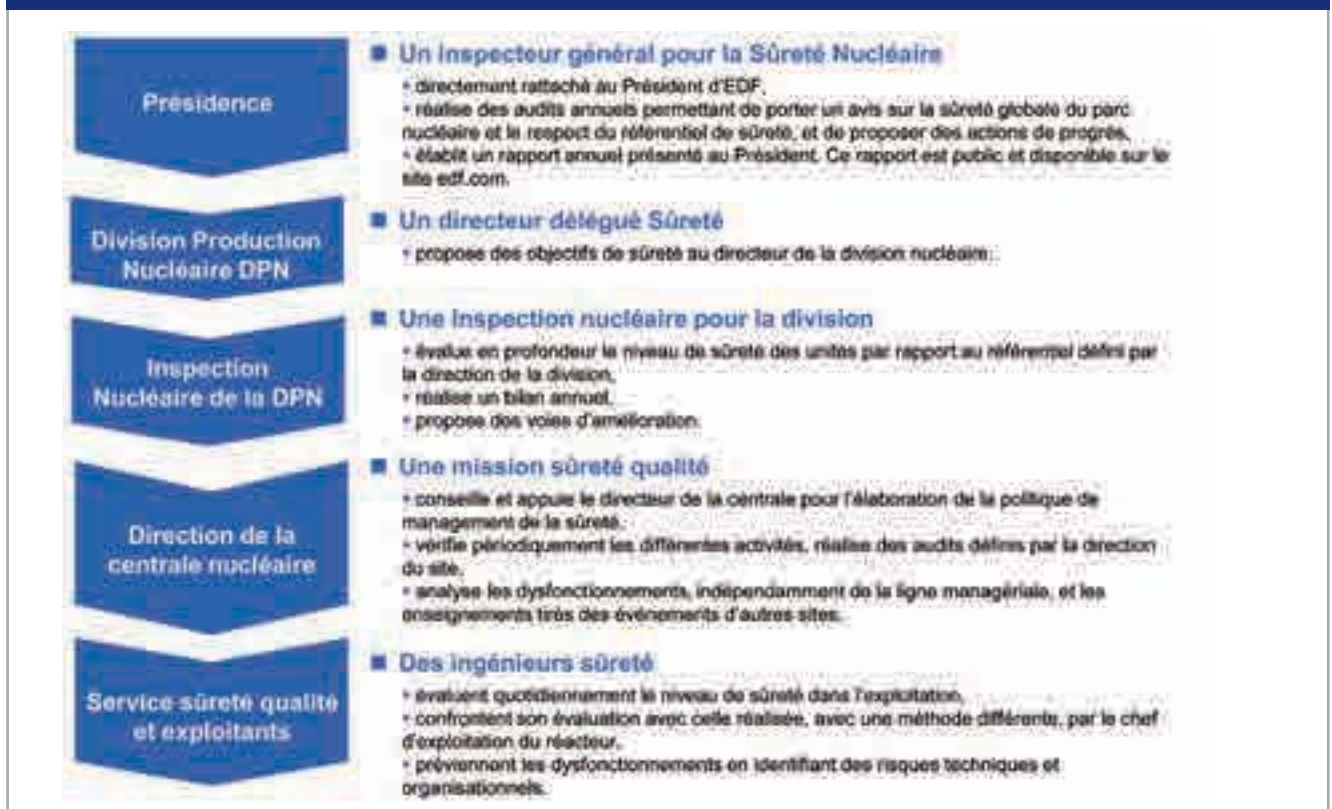 Présidence
■ Un Inspecteur général pour la Sûreté Nucléaire
• directement rattaché au Président d'EDF,
• réalise des audits annuels permettant de porter un avis sur la sûreté globale du parc
nucléaire et le respect du référentiel de sûreté, et de proposer des actions de progrès,
• établit un rapport annuel présenté au Président. Ce rapport est public et disponible sur le
site edf.com.
Division Production
Nucléaire DPN
■ Un directeur délégué Sûreté
• propose des objectifs de sûreté au directeur de la division nucléaire.
Inspection
Nucléaire de la DPN
■ Une Inspection nucléaire pour la division
• évalue en profondeur le niveau de sûreté des unités par rapport au référentiel défini par
la direction de la division,
• réalise un bilan annuel,
• propose des voies d'amélioration.
Direction de la
centrale nucléaire
■ Une mission sûreté qualité
• conseille et appuie le directeur de la centrale pour l'élaboration de la politique de
management de la sûreté,
• vérifie périodiquement les différentes activités, réalise des audits définis par la direction
du site,
• analyse les dysfonctionnements, indépendamment de la ligne managériale, et les
enseignements tirés des événements d'autres sites.
Service sûreté qualité
et exploitants
■ Des ingénieurs sûreté
• évaluent quotidiennement le niveau de sûreté dans l'exploitation,
• confrontent son évaluation avec celle réalisée, avec une méthode différente, par le chef
d'exploitation du réacteur,
• préviennent les dysfonctionnements en identifiant des risques techniques et
organisationnels.